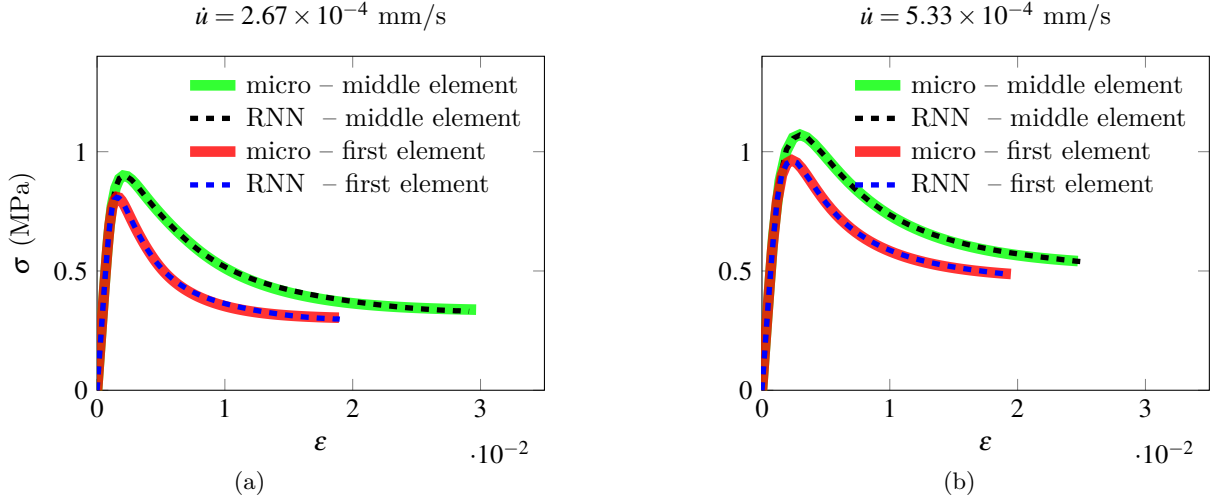 u̇ = 2.67 × 10⁻⁴ mm/s
micro – middle element
RNN – middle element
micro – first element
RNN – first element
1
0.5
0
σ (MPa)
0 1 2 3
·10⁻²
ε
(a)
u̇ = 5.33 × 10⁻⁴ mm/s
micro – middle element
RNN – middle element
micro – first element
RNN – first element
1
0.5
0
0 1 2 3
·10⁻²
ε
(b)